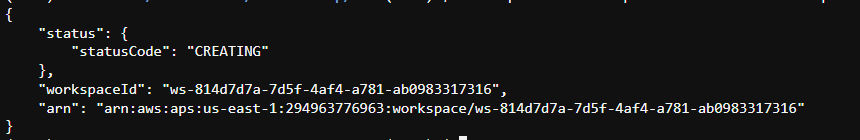 {
"status": {
"statusCode": "CREATING"
},
"workspaceId": "ws-814d7d7a-7d5f-4af4-a781-ab0983317316",
"arn": "arn:aws:aps:us-east-1:294963776963:workspace/ws-814d7d7a-7d5f-4af4-a781-ab0983317316"
}